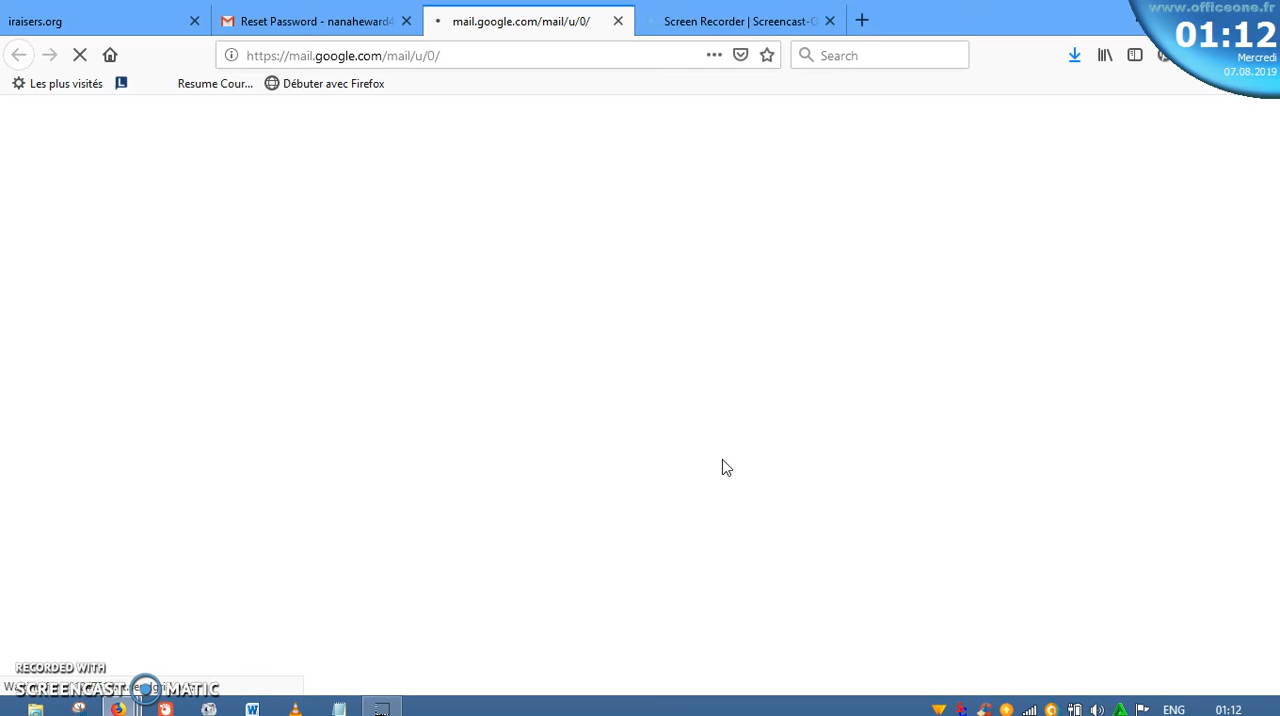 iraisers.org
Reset Password - nanaheward4
mail.google.com/mail/u/0/
Screen Recorder | Screencast-O
www.officeone.fr
01:12
Mercredi
07.08.2019
https://mail.google.com/mail/u/0/
Search
Les plus visités
Resume Cour...
Débuter avec Firefox
RECORDED WITH
SCREENCAST MATIC
ENG
01:12